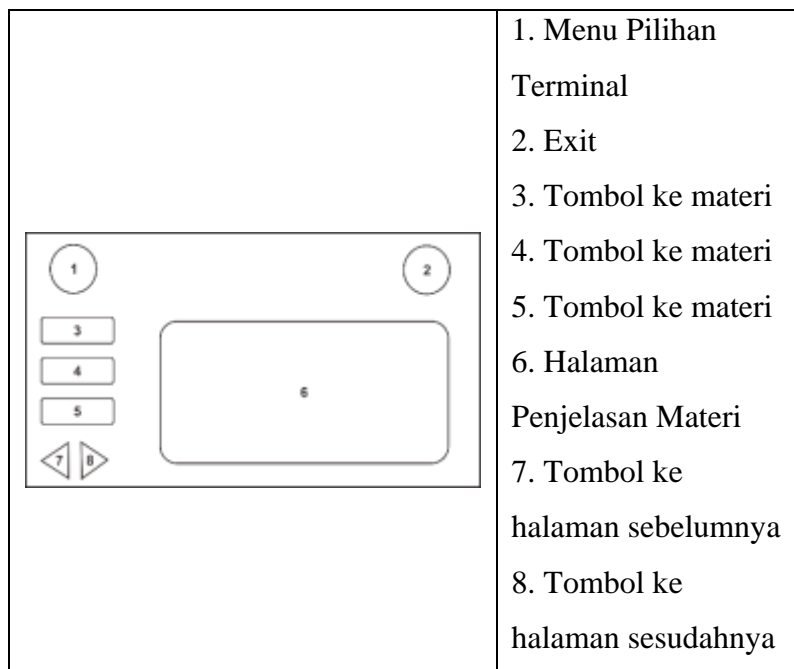 1
2
3
4
5
6
7 8
1. Menu Pilihan
Terminal
2. Exit
3. Tombol ke materi
4. Tombol ke materi
5. Tombol ke materi
6. Halaman
Penjelasan Materi
7. Tombol ke
halaman sebelumnya
8. Tombol ke
halaman sesudahnya